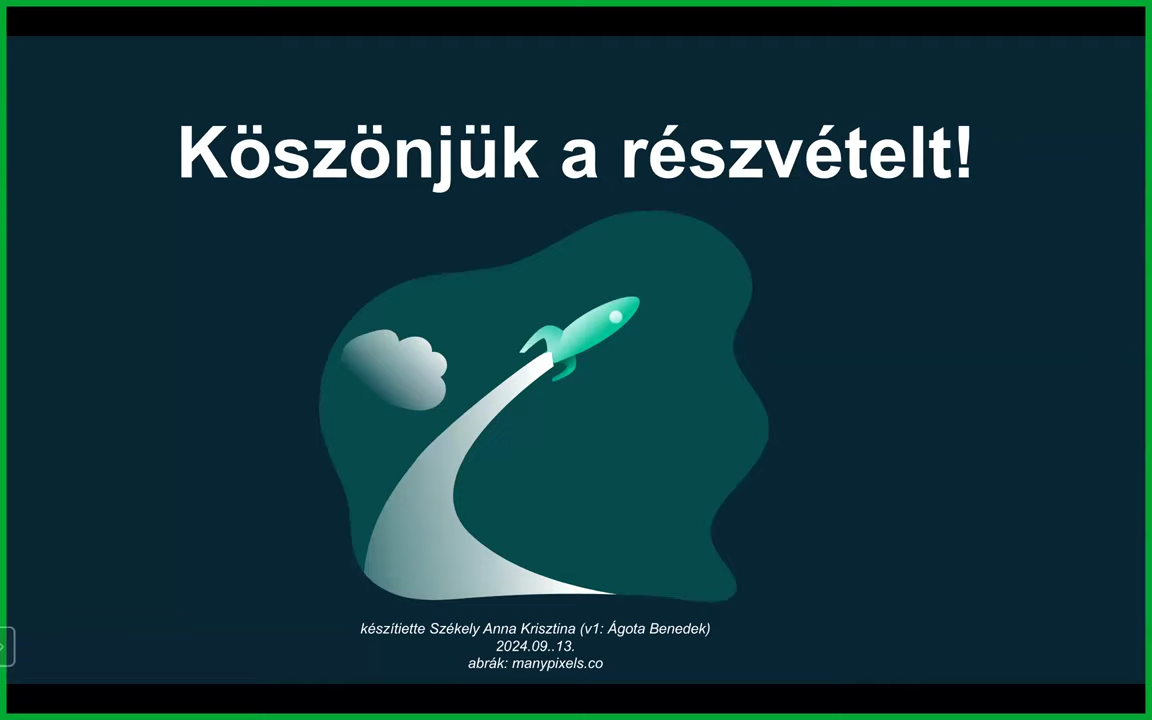 Köszönjük a részvételt!
készítiette Székely Anna Krisztina (v1: Ágota Benedek)
2024.09..13.
abrák: manypixels.co